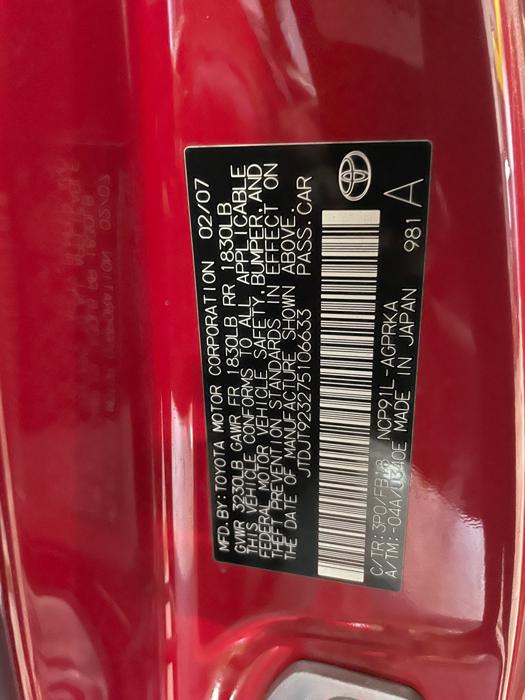 MFD BY: TOYOTA MOTOR CORPORATION 02/07
GVWR 3230LB GAWR FR 1830LB RR 1830LB
THIS VEHICLE CONFORMS TO ALL APPLICABLE
FEDERAL MOTOR VEHICLE SAFETY, BUMPER, AND
THEFT PREVENTION STANDARDS IN EFFECT ON
THE DATE OF MANUFACTURE SHOWN ABOVE.
JTDJT923275106633 PASS. CAR
C/TR: 3P0/FB18 NCP91L-AGPRKA
A/TM: -04A/U340E MADE IN JAPAN 981 A